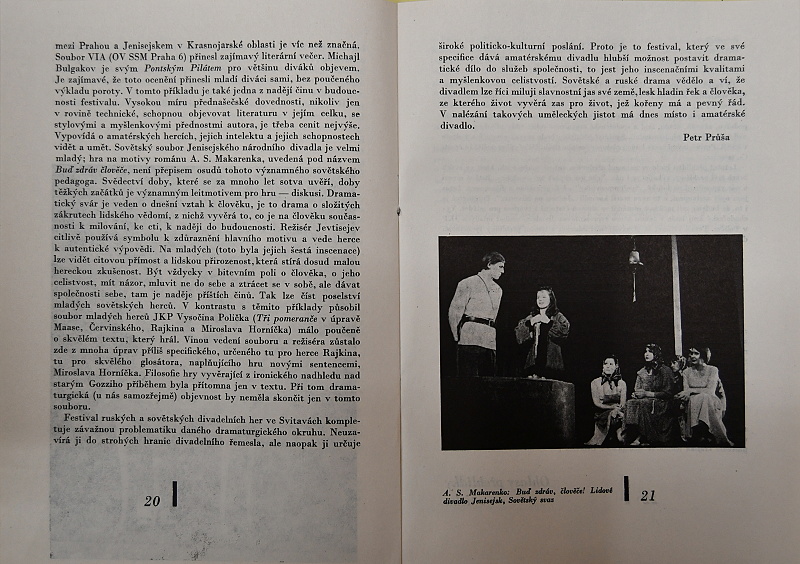 mezi Prahou a Jenisejskem v Krasnojarské oblasti je víc než značná.
Soubor VIA (OV SSM Praha 6) přinesl zajímavý literární večer. Michajl
Bulgakov je svým Pontským Pilátem pro většinu diváků objevem.
Je zajímavé, že toto ocenění přinesli mladí diváci sami, bez poučeného
výkladu poroty. V tomto příkladu je také jedna z nadějí činu v budouc-
nosti festivalu. Vysokou míru přednašečské dovednosti, nikoliv jen
v rovině technické, schopnou objevovat literaturu v jejím celku, se
stylovými a myšlenkovými přednostmi autora, je třeba cenit nejvýše.
Vypovídá o amatérských hercích, jejich intelektu a jejich schopnostech
vidět a umět. Sovětský soubor Jenisejského národního divadla je velmi
mladý; hra na motivy románu A. S. Makarenka, uvedená pod názvem
Buď zdráv člověče, není přepisem osudů tohoto významného sovětského
pedagoga. Svědectví doby, které se za mnoho let sotva uvěří, doby
těžkých začátků je významným leitmotivem pro hru — diskusi. Drama-
tický svár je veden o dnešní vztah k člověku, je to drama o složitých
zákrutech lidského vědomí, z nichž vyvěrá to, co je na člověku součas-
nosti k milování, ke cti, k naději do budoucnosti. Režisér Jevtisejev
citlivě používá symbolu k zdůraznění hlavního motivu a vede herce
k autentické výpovědi. Na mladých (toto byla jejich šestá inscenace)
lze vidět citovou přímost a lidskou přirozenost, která stírá dosud malou
hereckou zkušenost. Být vždycky v bitevním poli o člověka, o jeho
celistvost, mít názor, mluvit ne do sebe a ztrácet se v sobě, ale dávat
společnosti sebe, tam je naděje příštích činů. Tak lze číst poselství
mladých sovětských herců. V kontrastu s těmito příklady působil
soubor mladých herců JKP Vysočina Polička (Tři pomeranče v úpravě
Maase, Červinského, Rajkina a Miroslava Horníčka) málo poučeně
o skvělém textu, který hrál. Vinou vedení souboru a režiséra zůstalo
zde z mnoha úprav příliš specifického, určeného tu pro herce Rajkina,
tu pro skvělého glosátora, naplňujícího hru novými sentencemi,
Miroslava Horníčka. Filosofie hry vyvěrající z ironického nadhledu nad
starým Gozziho příběhem byla přítomna jen v textu. Při tom drama-
turgická (u nás samozřejmě) objevnost by neměla skončit jen v tomto
souboru.
Festival ruských a sovětských divadelních her ve Svitavách komple-
tuje závažnou problematiku daného dramaturgického okruhu. Neuza-
vírá ji do strohých hranic divadelního řemesla, ale naopak ji určuje
20
široké politicko-kulturní poslání. Proto je to festival, který ve své
specifice dává amatérskému divadlu hlubší možnost postavit drama-
tické dílo do služeb společnosti, to jest jeho inscenačními kvalitami
a myšlenkovou celistvostí. Sovětské a ruské drama vědělo a ví, že
divadlem lze říci miluji slavnostní jas své země, lesk hladin řek a člověka,
ze kterého život vyvěrá zas pro život, jež kořeny má a pevný řád.
V nalézání takových uměleckých jistot má dnes místo i amatérské
divadlo.
Petr Průša
A. S. Makarenko: Buď zdráv, člověče! Lidové
divadlo Jenisejsk, Sovětský svaz
21